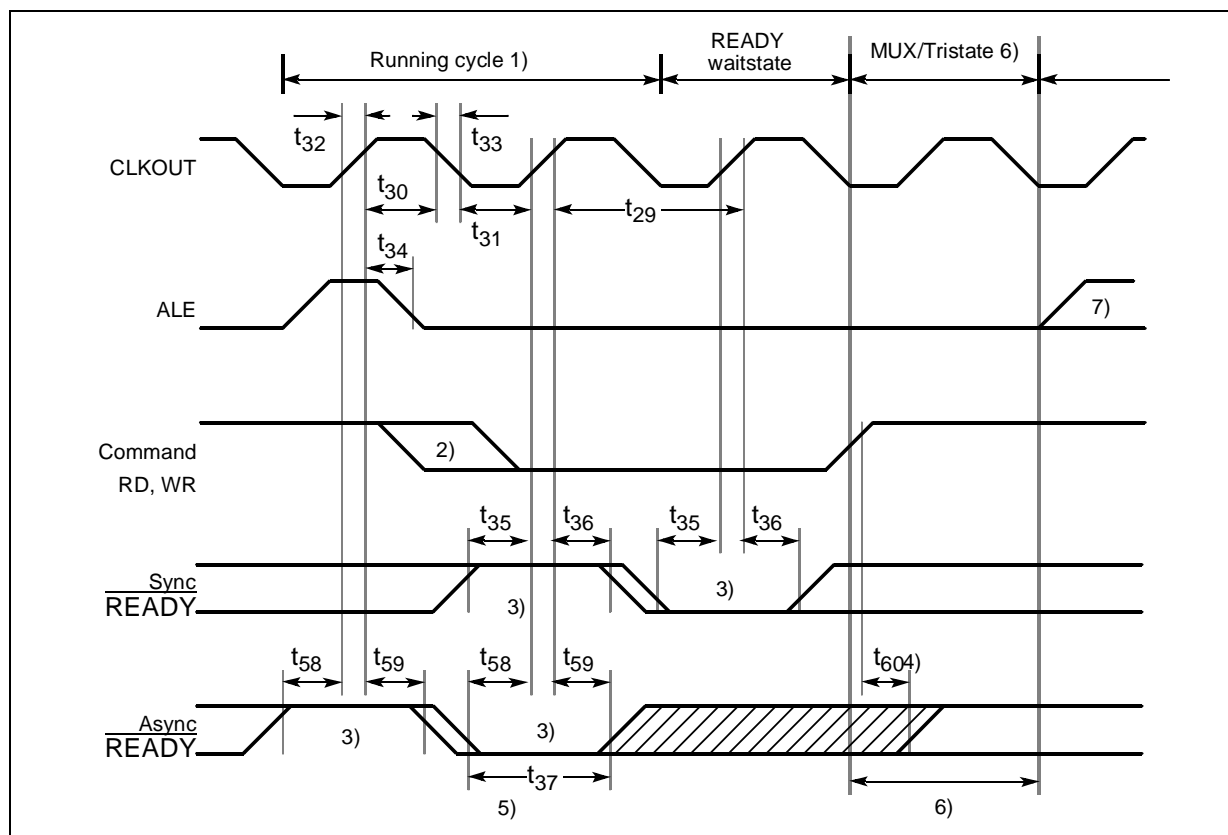 Running cycle 1)
READY
waitstate
MUX/Tristate 6)
t32
t33
CLKOUT
t30
t31
t29
t34
ALE
7)
Command
RD, WR
2)
t35
t36
t35
t36
Sync
READY
3)
3)
t58
t59
t58
t59
t604)
Async
READY
3)
3)
t37
5)
6)